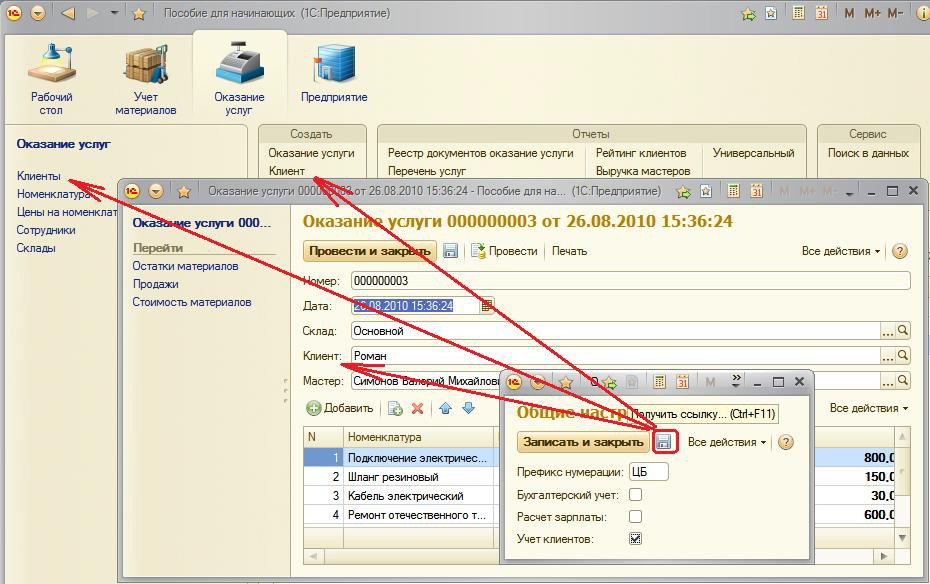 Пособие для начинающих (1С:Предприятие)
M M+ M-
Рабочий стол
Учет материалов
Оказание услуг
Предприятие
Оказание услуг
Клиенты
Номенклатура
Цены на номенклат
Сотрудники
Склады
Создать
Оказание услуги
Клиент
Отчеты
Реестр документов оказание услуги
Рейтинг клиентов
Универсальный
Перечень услуг
Выручка мастеров
Сервис
Поиск в данных
Оказание услуги 000000003 от 26.08.2010 15:36:24 - Пособие для на... (1С:Предприятие)
M M+ M-
Оказание услуги 000...
Перейти
Остатки материалов
Продажи
Стоимость материалов
Оказание услуги 000000003 от 26.08.2010 15:36:24
Провести и закрыть
Провести
Печать
Все действия
Номер: 000000003
Дата: 26.08.2010 15:36:24
Склад: Основной
Клиент: Роман
Мастер: Симонов Валерий Михайлови
Добавить
Все действия
N Номенклатура
1 Подключение электричес... 800,0
2 Шланг резиновый 150,0
3 Кабель электрический 30,0
4 Ремонт отечественного т... 600,0
M
Общие настр
Получить ссылку... (Ctrl+F11)
Записать и закрыть
Все действия
Префикс нумерации: ЦБ
Бухгалтерский учет:
Расчет зарплаты:
Учет клиентов: